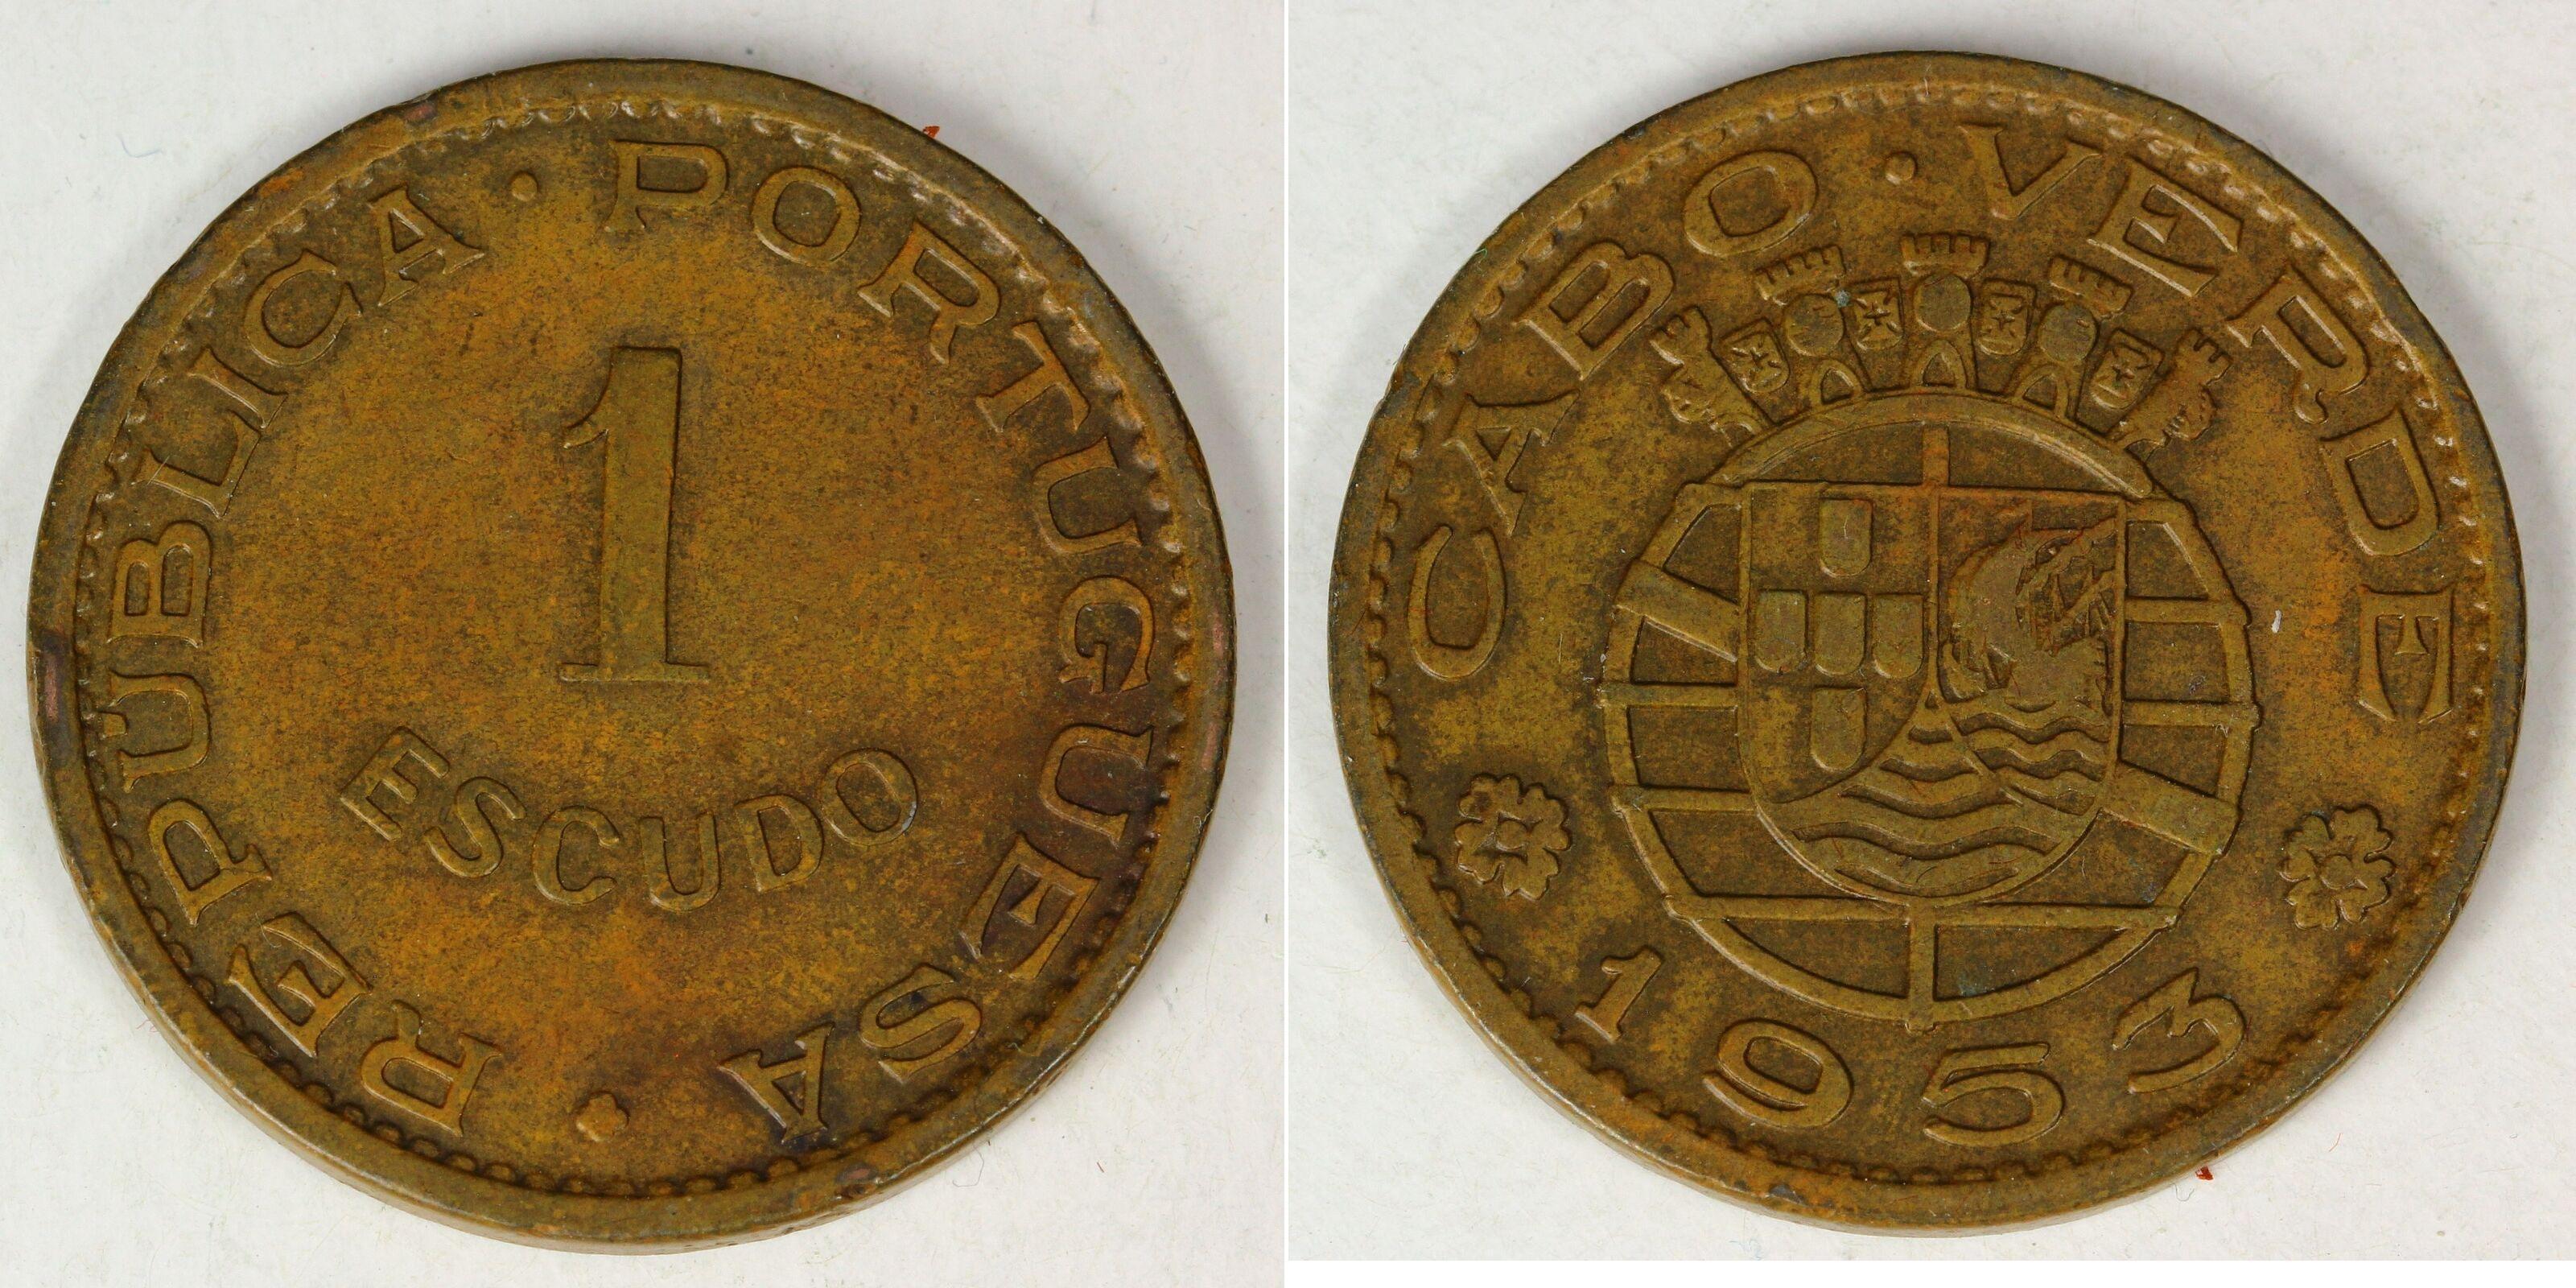 REPÚBLICA · PORTUGUESA
1
ESCUDO
CABO · VERDE
1953